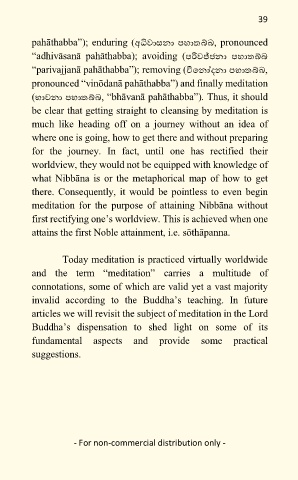 39
pahāthabba”); enduring (අධිවාසනා පහාතබ්බ, pronounced
“adhivāsanā paḥāthabba); avoiding (පරිවජ්ජනා පහාතබ්බ
“parivajjanā pahāthabba”); removing (විනෝදනා පහාතබ්බ,
pronounced “vinōdanā pahāthabba”) and finally meditation
(භාවනා පහාතබ්බ, “bhāvanā pahāthabba”). Thus, it should
be clear that getting straight to cleansing by meditation is
much like heading off on a journey without an idea of
where one is going, how to get there and without preparing
for the journey. In fact, until one has rectified their
worldview, they would not be equipped with knowledge of
what Nibbāna is or the metaphorical map of how to get
there. Consequently, it would be pointless to even begin
meditation for the purpose of attaining Nibbāna without
first rectifying one’s worldview. This is achieved when one
attains the first Noble attainment, i.e. sōthāpanna.
Today meditation is practiced virtually worldwide
and the term “meditation” carries a multitude of
connotations, some of which are valid yet a vast majority
invalid according to the Buddha’s teaching. In future
articles we will revisit the subject of meditation in the Lord
Buddha’s dispensation to shed light on some of its
fundamental aspects and provide some practical
suggestions.
- For non-commercial distribution only -